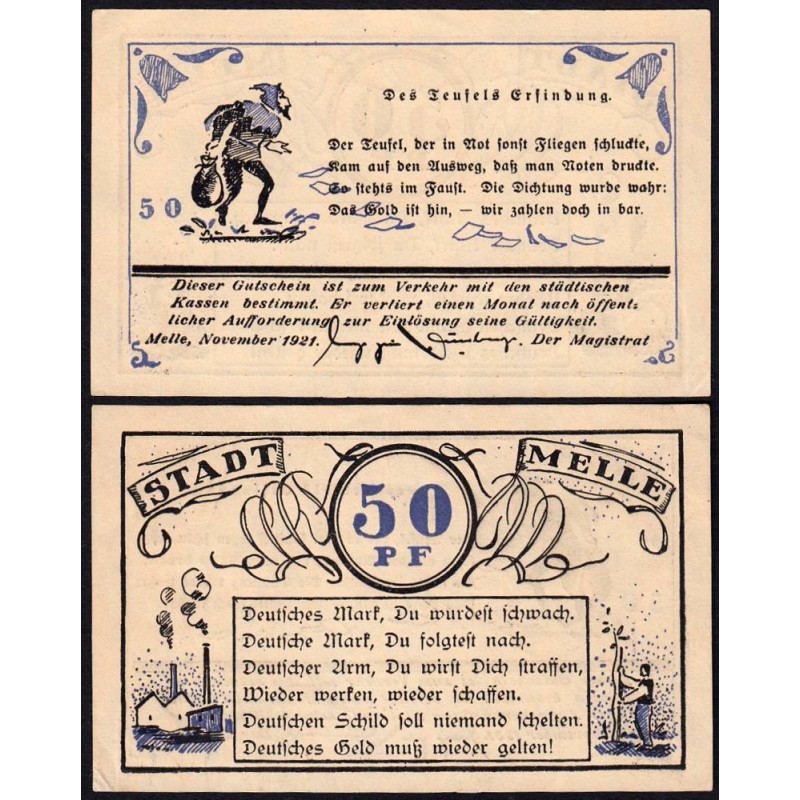 Des Teufels Erfindung.
Der Teufel, der in Not sonst Fliegen schluckte,
Kam auf den Ausweg, daß man Noten druckte.
So stehts im Faust. Die Dichtung wurde wahr:
Das Gold ist hin, – wir zahlen doch in bar.
50
Dieser Gutschein ist zum Verkehr mit den städtischen
Kassen bestimmt. Er verliert einen Monat nach öffent⸗
licher Aufforderung zur Einlösung seine Gültigkeit.
Melle, November 1921. Der Magistrat
STADT MELLE
50
PF
Deutsches Mark, Du wurdest schwach.
Deutsche Mark, Du folgtest nach.
Deutscher Arm, Du wirst Dich straffen,
Wieder werken, wieder schaffen.
Deutschen Schild soll niemand schelten.
Deutsches Geld muß wieder gelten!